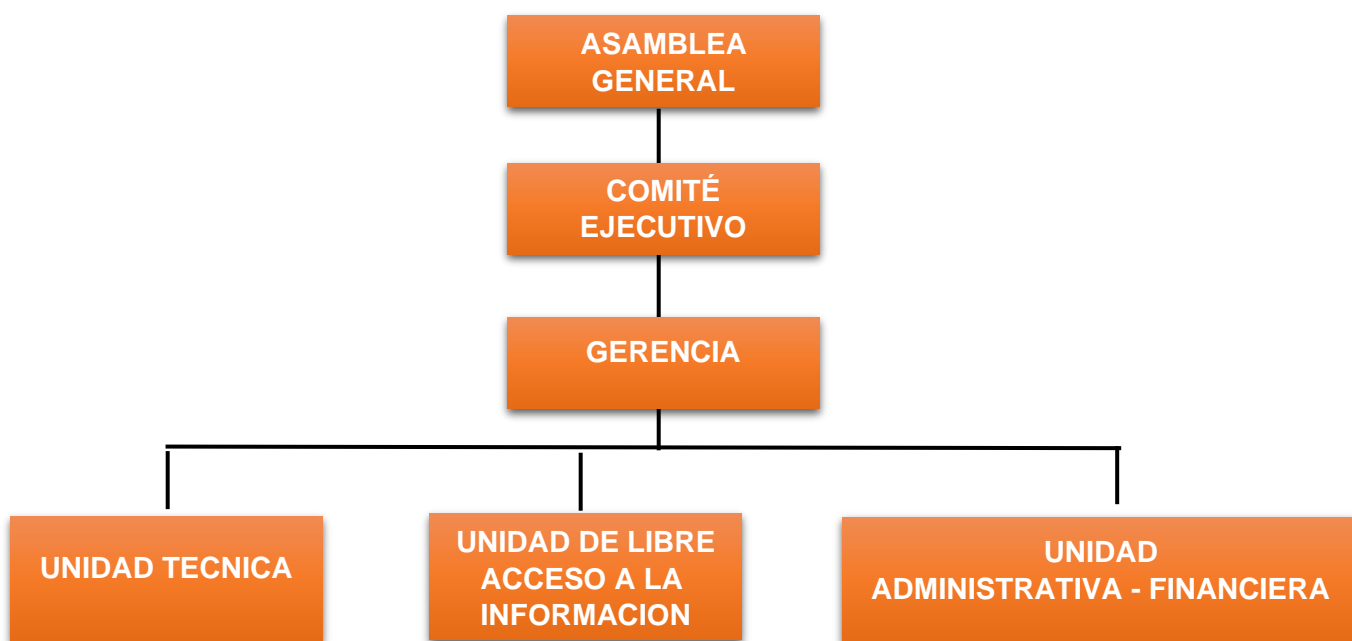 ASAMBLEA
GENERAL
COMITÉ
EJECUTIVO
GERENCIA
UNIDAD TECNICA
UNIDAD DE LIBRE
ACCESO A LA
INFORMACION
UNIDAD
ADMINISTRATIVA - FINANCIERA